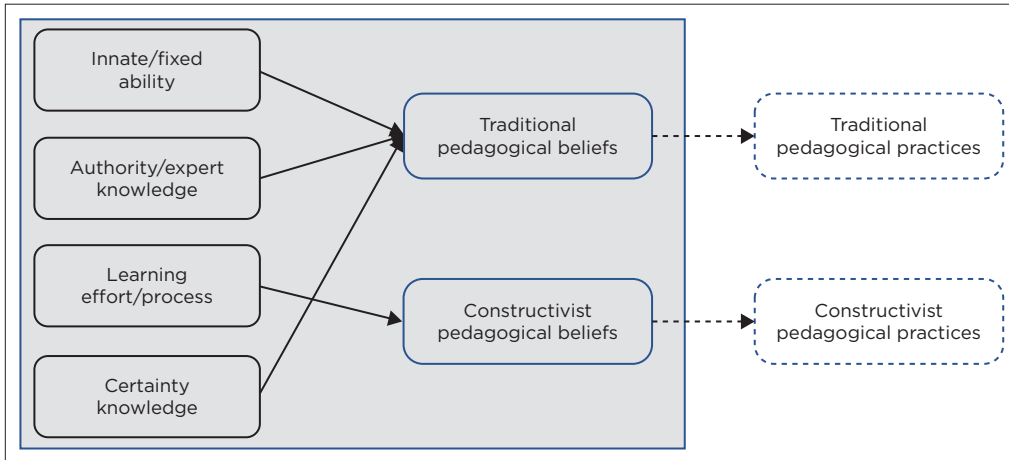 Innate/fixed
ability
Authority/expert
knowledge
Learning
effort/process
Certainty
knowledge
Traditional
pedagogical beliefs
Constructivist
pedagogical beliefs
Traditional
pedagogical practices
Constructivist
pedagogical practices